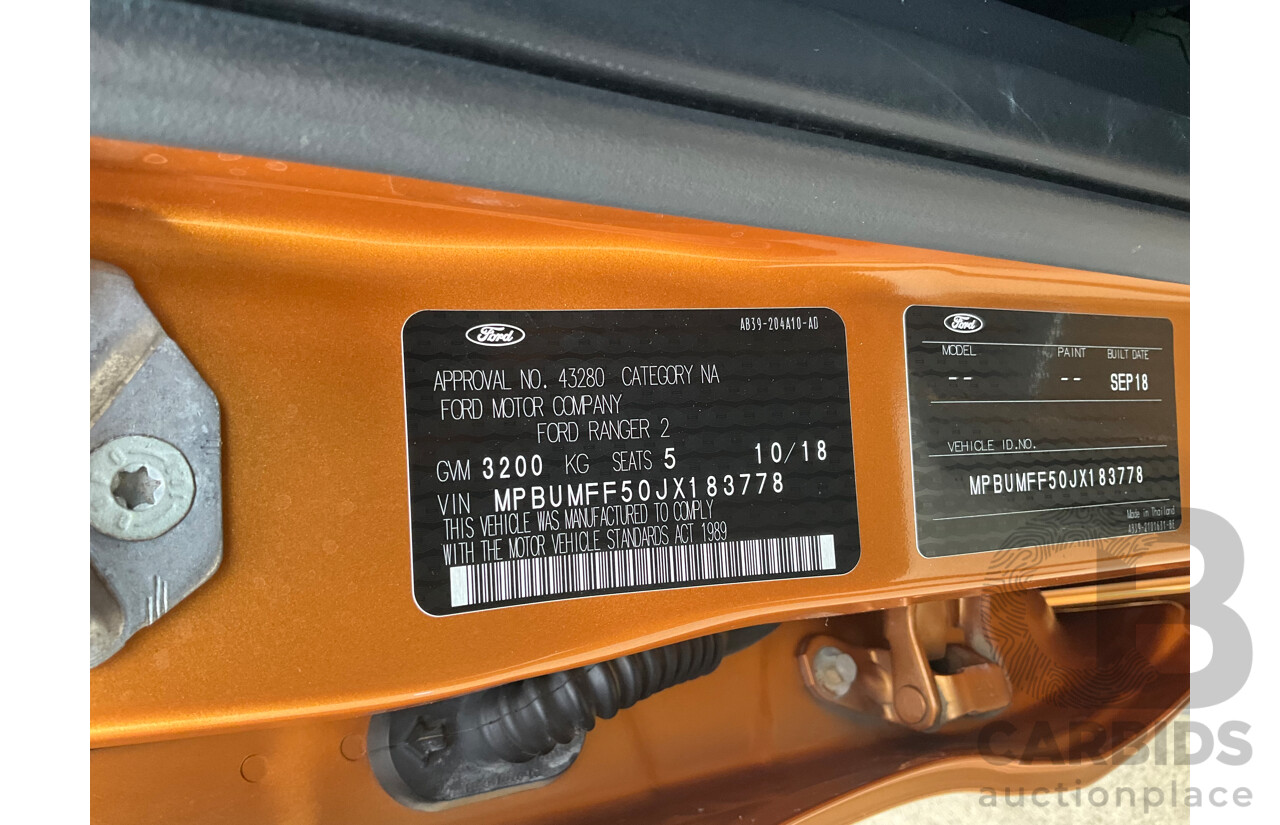 Ford
AB39-204A10-AD
APPROVAL NO. 43280 CATEGORY NA
FORD MOTOR COMPANY
FORD RANGER 2
GVM 3200 KG SEATS 5 10/18
VIN MPBUMFF50JX183778
THIS VEHICLE WAS MANUFACTURED TO COMPLY
WITH THE MOTOR VEHICLE STANDARDS ACT 1989
Ford
MODEL PAINT BUILT DATE
-- -- SEP18
VEHICLE ID.NO.
MPBUMFF50JX183778
Made in Thailand
CB
CARBIDS
auctionplace